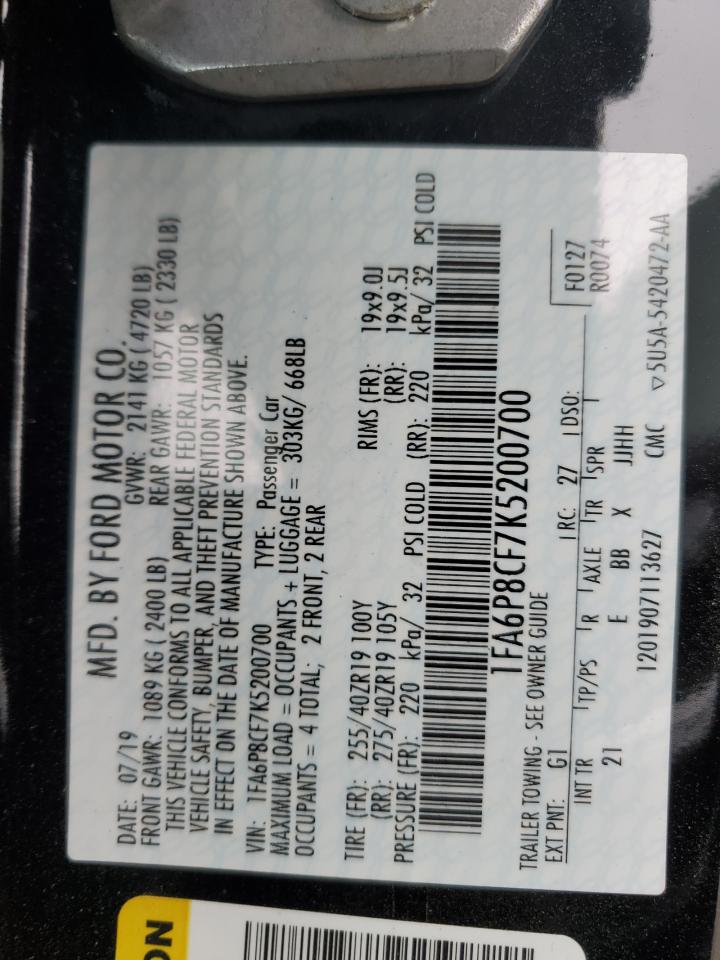 MFD. BY FORD MOTOR CO.
DATE: 07/19 GVWR: 2141 KG ( 4720 LB)
FRONT GAWR: 1089 KG ( 2400 LB) REAR GAWR: 1057 KG ( 2330 LB)
THIS VEHICLE CONFORMS TO ALL APPLICABLE FEDERAL MOTOR
VEHICLE SAFETY, BUMPER, AND THEFT PREVENTION STANDARDS
IN EFFECT ON THE DATE OF MANUFACTURE SHOWN ABOVE.
VIN: 1FA6P8CF7K5200700 TYPE: Passenger Car
MAXIMUM LOAD = OCCUPANTS + LUGGAGE = 303KG/ 668LB
OCCUPANTS = 4 TOTAL; 2 FRONT, 2 REAR
TIRE (FR): 255/40ZR19 100Y RIMS (FR): 19x9.0J
(RR): 275/40ZR19 105Y (RR): 19x9.5J
PRESSURE (FR): 220 kPa/ 32 PSI COLD (RR): 220 kPa/ 32 PSI COLD
1FA6P8CF7K5200700
TRAILER TOWING - SEE OWNER GUIDE
EXT PNT: G1 RC: 27 DSO: F0127
R0074
INT TR TP/PS R AXLE TR SPR
21 E BB X JJHH
1201907113627 CMC ▽5U5A-5420472-AA
ON